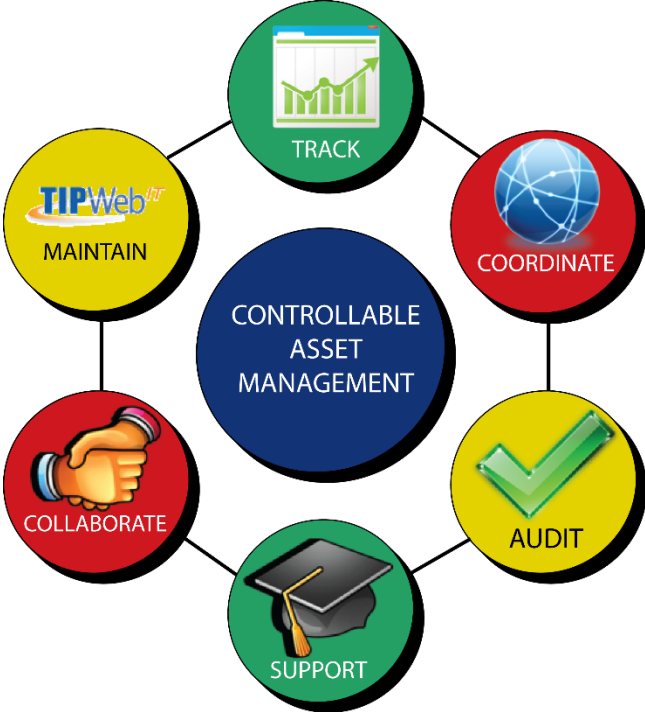 TRACK
COORDINATE
AUDIT
SUPPORT
COLLABORATE
TIPWeb IT
MAINTAIN
CONTROLLABLE
ASSET
MANAGEMENT